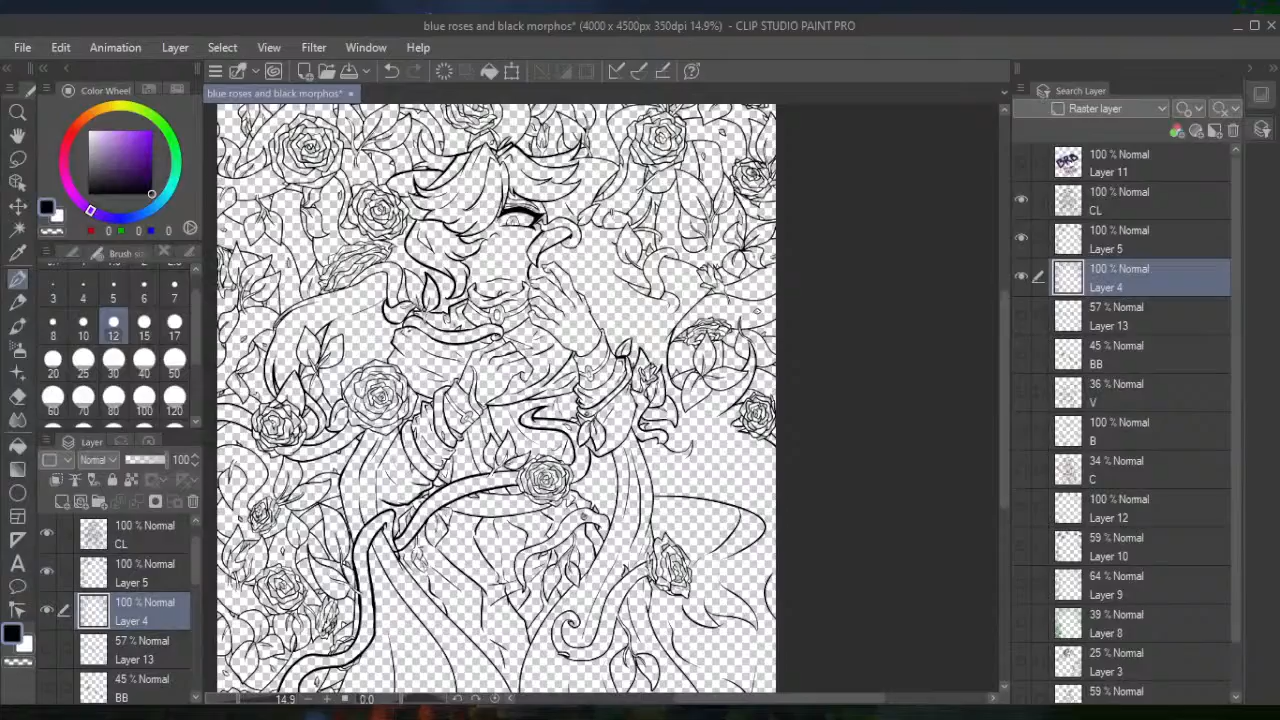 blue roses and black morphos* (4000 x 4500px 350dpi 14.9%) - CLIP STUDIO PAINT PRO
File Edit Animation Layer Select View Filter Window Help
blue roses and black morphos*
Color Wheel
0 0 0
Brush
3 4 5 6 7
8 10 12 15 17
20 25 30 40 50
60 70 80 100 120
Layer
Normal 100
100 % Normal
CL
100 % Normal
Layer 5
100 % Normal
Layer 4
57 % Normal
Layer 13
45 % Normal
BB
14.9
0.0
Search Layer
Raster layer
BRB
100 % Normal
Layer 11
100 % Normal
CL
100 % Normal
Layer 5
100 % Normal
Layer 4
57 % Normal
Layer 13
45 % Normal
BB
36 % Normal
V
100 % Normal
B
34 % Normal
C
100 % Normal
Layer 12
59 % Normal
Layer 10
64 % Normal
Layer 9
39 % Normal
Layer 8
25 % Normal
Layer 3
59 % Normal